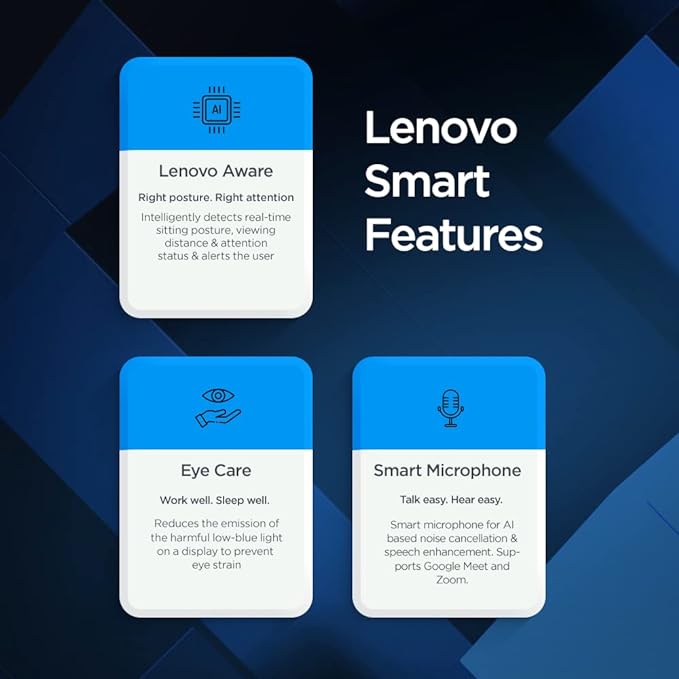 Lenovo
Smart
Features
AI
Lenovo Aware
Right posture. Right attention
Intelligently detects real-time
sitting posture, viewing
distance & attention
status & alerts the user
Eye Care
Work well. Sleep well.
Reduces the emission of
the harmful low-blue light
on a display to prevent
eye strain
Smart Microphone
Talk easy. Hear easy.
Smart microphone for AI
based noise cancellation &
speech enhancement. Sup-
ports Google Meet and
Zoom.